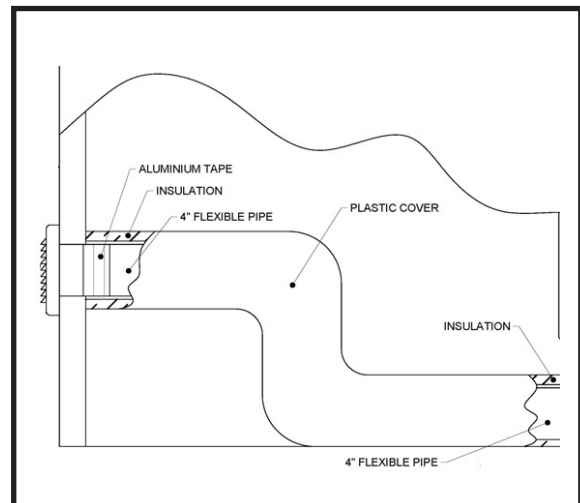 ALUMINIUM TAPE
INSULATION
4" FLEXIBLE PIPE
PLASTIC COVER
INSULATION
4" FLEXIBLE PIPE